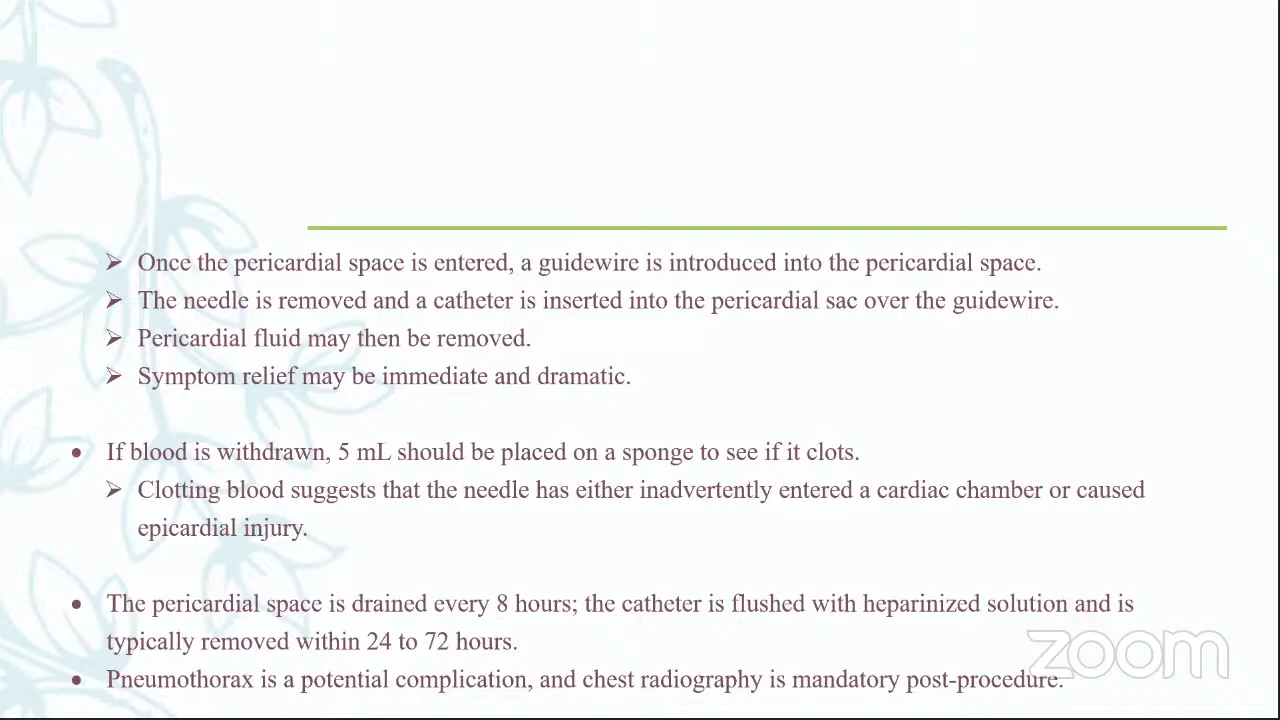 ➢ Once the pericardial space is entered, a guidewire is introduced into the pericardial space.
➢ The needle is removed and a catheter is inserted into the pericardial sac over the guidewire.
➢ Pericardial fluid may then be removed.
➢ Symptom relief may be immediate and dramatic.
• If blood is withdrawn, 5 mL should be placed on a sponge to see if it clots.
➢ Clotting blood suggests that the needle has either inadvertently entered a cardiac chamber or caused
epicardial injury.
• The pericardial space is drained every 8 hours; the catheter is flushed with heparinized solution and is
typically removed within 24 to 72 hours.
• Pneumothorax is a potential complication, and chest radiography is mandatory post-procedure.
zoom